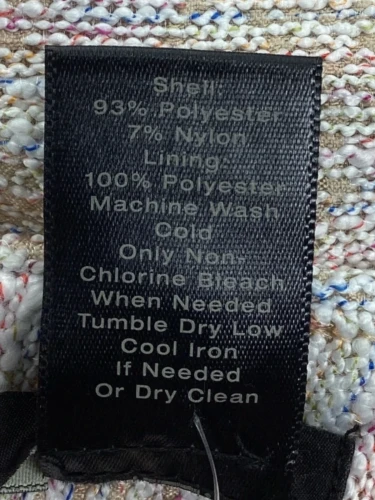 Shell:
93% Polyester
7% Nylon
Lining:
100% Polyester
Machine Wash
Cold
Only Non-
Chlorine Bleach
When Needed
Tumble Dry Low
Cool Iron
If Needed
Or Dry Clean